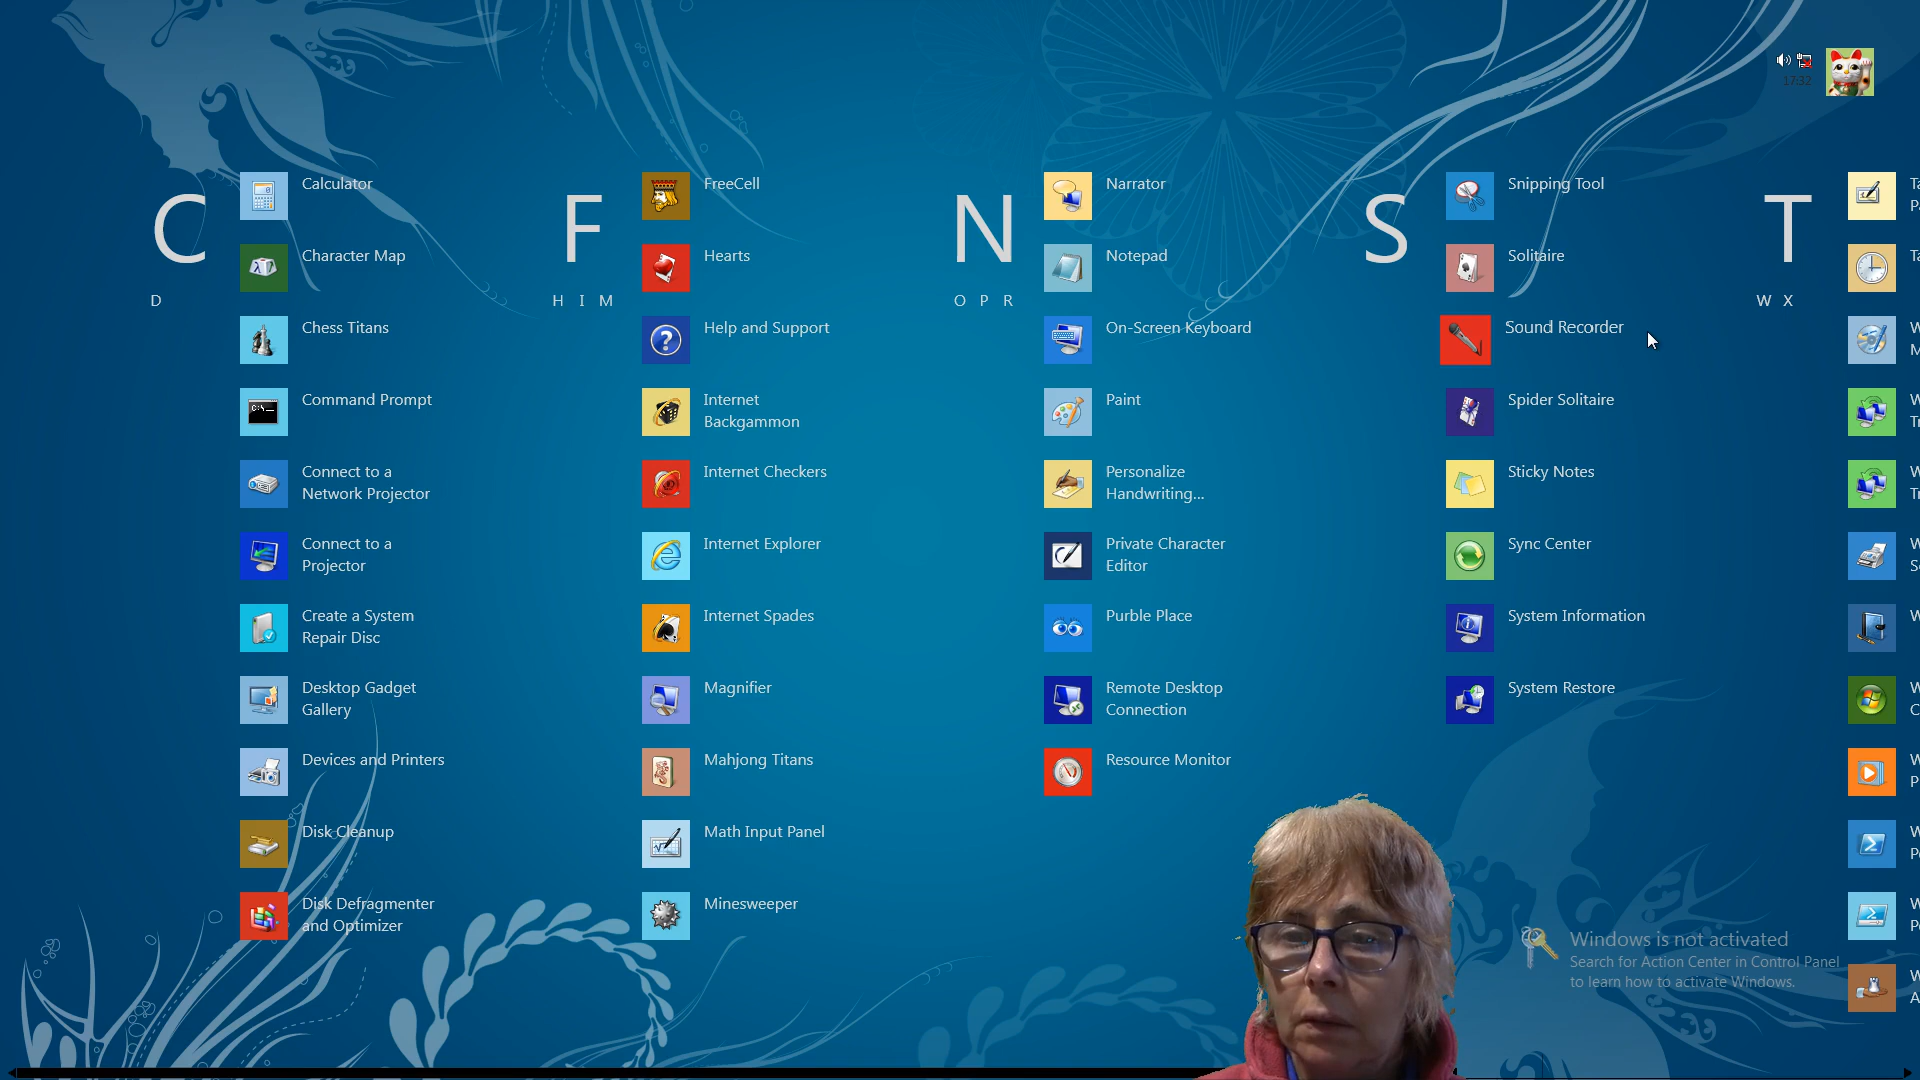 17:32
C
D
Calculator
Character Map
Chess Titans
Command Prompt
Connect to a
Network Projector
Connect to a
Projector
Create a System
Repair Disc
Desktop Gadget
Gallery
Devices and Printers
Disk Cleanup
Disk Defragmenter
and Optimizer
F
H I M
FreeCell
Hearts
Help and Support
Internet
Backgammon
Internet Checkers
Internet Explorer
Internet Spades
Magnifier
Mahjong Titans
Math Input Panel
Minesweeper
N
O P R
Narrator
Notepad
On-Screen Keyboard
Paint
Personalize
Handwriting...
Private Character
Editor
Purble Place
Remote Desktop
Connection
Resource Monitor
S
Snipping Tool
Solitaire
Sound Recorder
Spider Solitaire
Sticky Notes
Sync Center
System Information
System Restore
T
W X
Windows is not activated
Search for Action Center in Control Panel
to learn how to activate Windows.